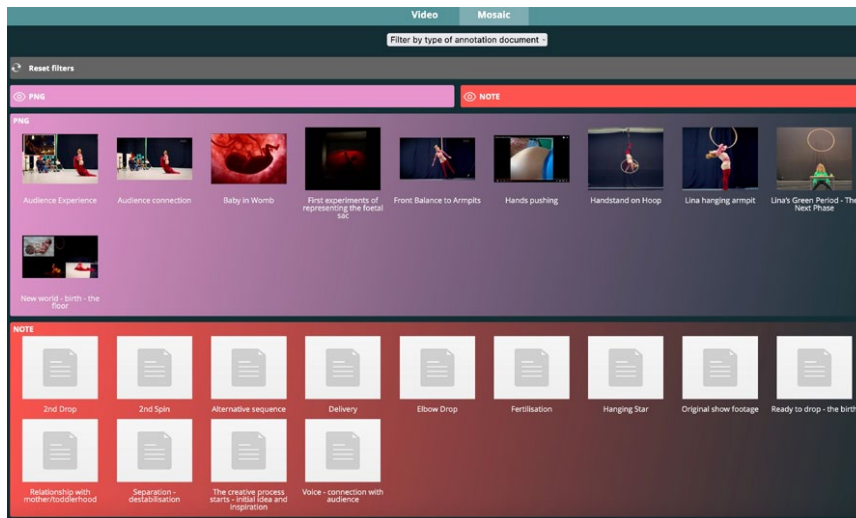 Video Mosaic
Filter by type of annotation document
Reset filters
PNG NOTE
PNG
Audience Experience Audience connection Baby in Womb First experiments of Front Balance to Armpits Hands pushing Handstand on Hoop Lina hanging armpit Lina's Green Period - The
representing the foetal Next Phase
sac
New world - birth - the
floor
NOTE
2nd Drop 2nd Spin Alternative sequence Delivery Elbow Drop Fertilisation Hanging Star Original show footage Ready to drop - the birth
Relationship with Separation - The creative process Voice - connection with
mother/toddlerhood destabilisation starts - initial idea and audience
inspiration